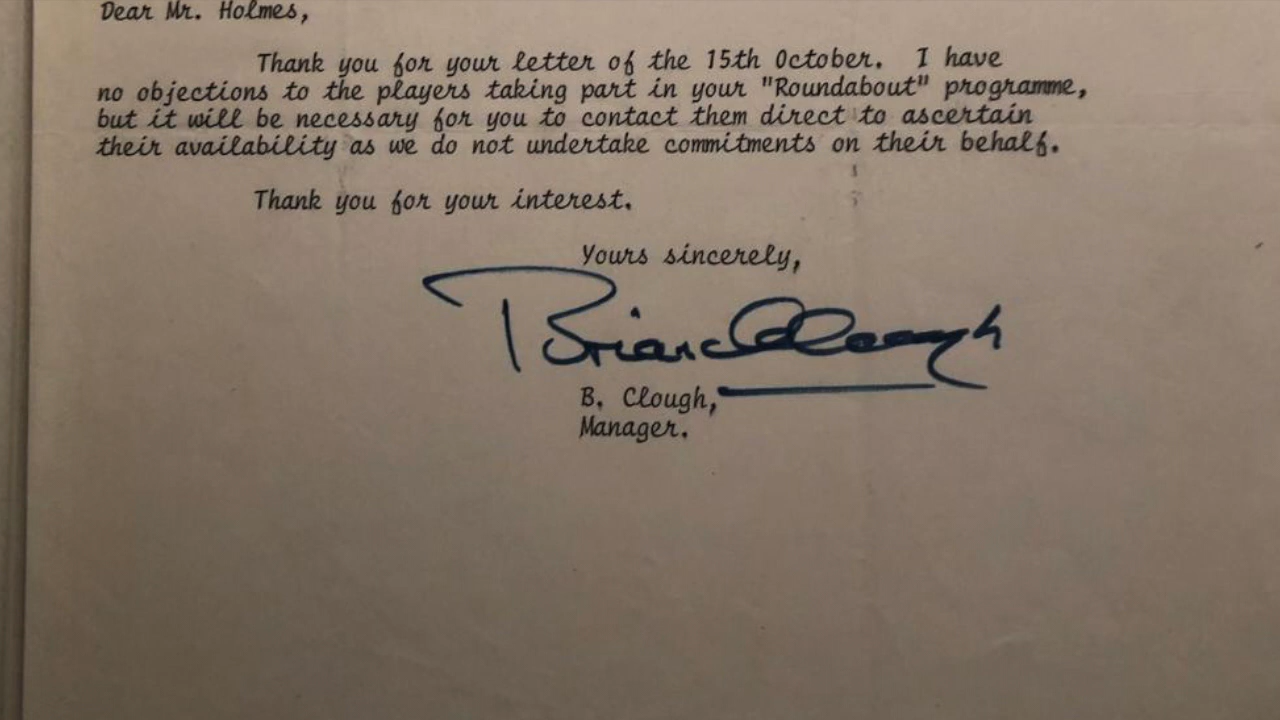 Dear Mr. Holmes,
Thank you for your letter of the 15th October. I have
no objections to the players taking part in your "Roundabout" programme,
but it will be necessary for you to contact them direct to ascertain
their availability as we do not undertake commitments on their behalf.
Thank you for your interest.
Yours sincerely,
Brian Clough
B. Clough,
Manager.